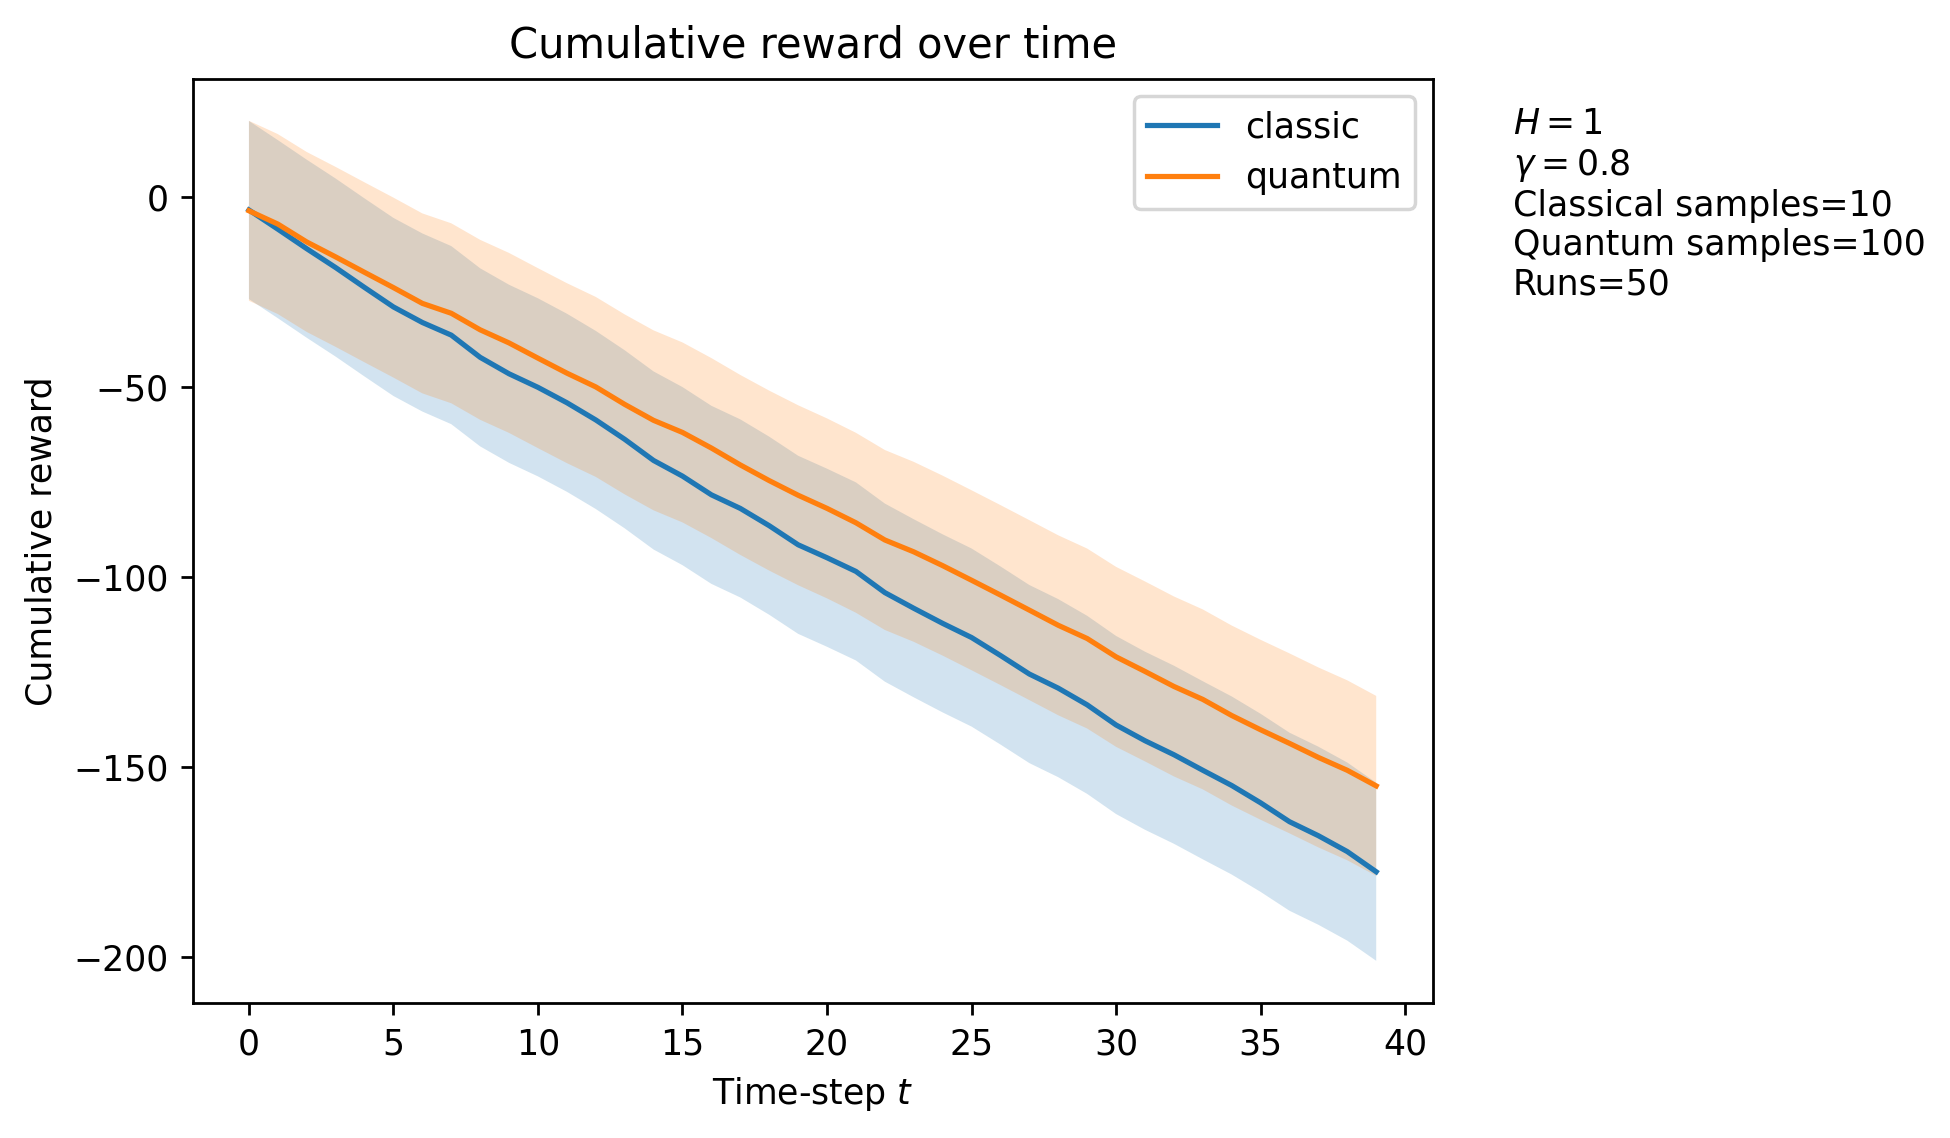 Cumulative reward over time
classic
quantum
H = 1
γ = 0.8
Classical samples=10
Quantum samples=100
Runs=50
Cumulative reward
0
−50
−100
−150
−200
0 5 10 15 20 25 30 35 40
Time-step t